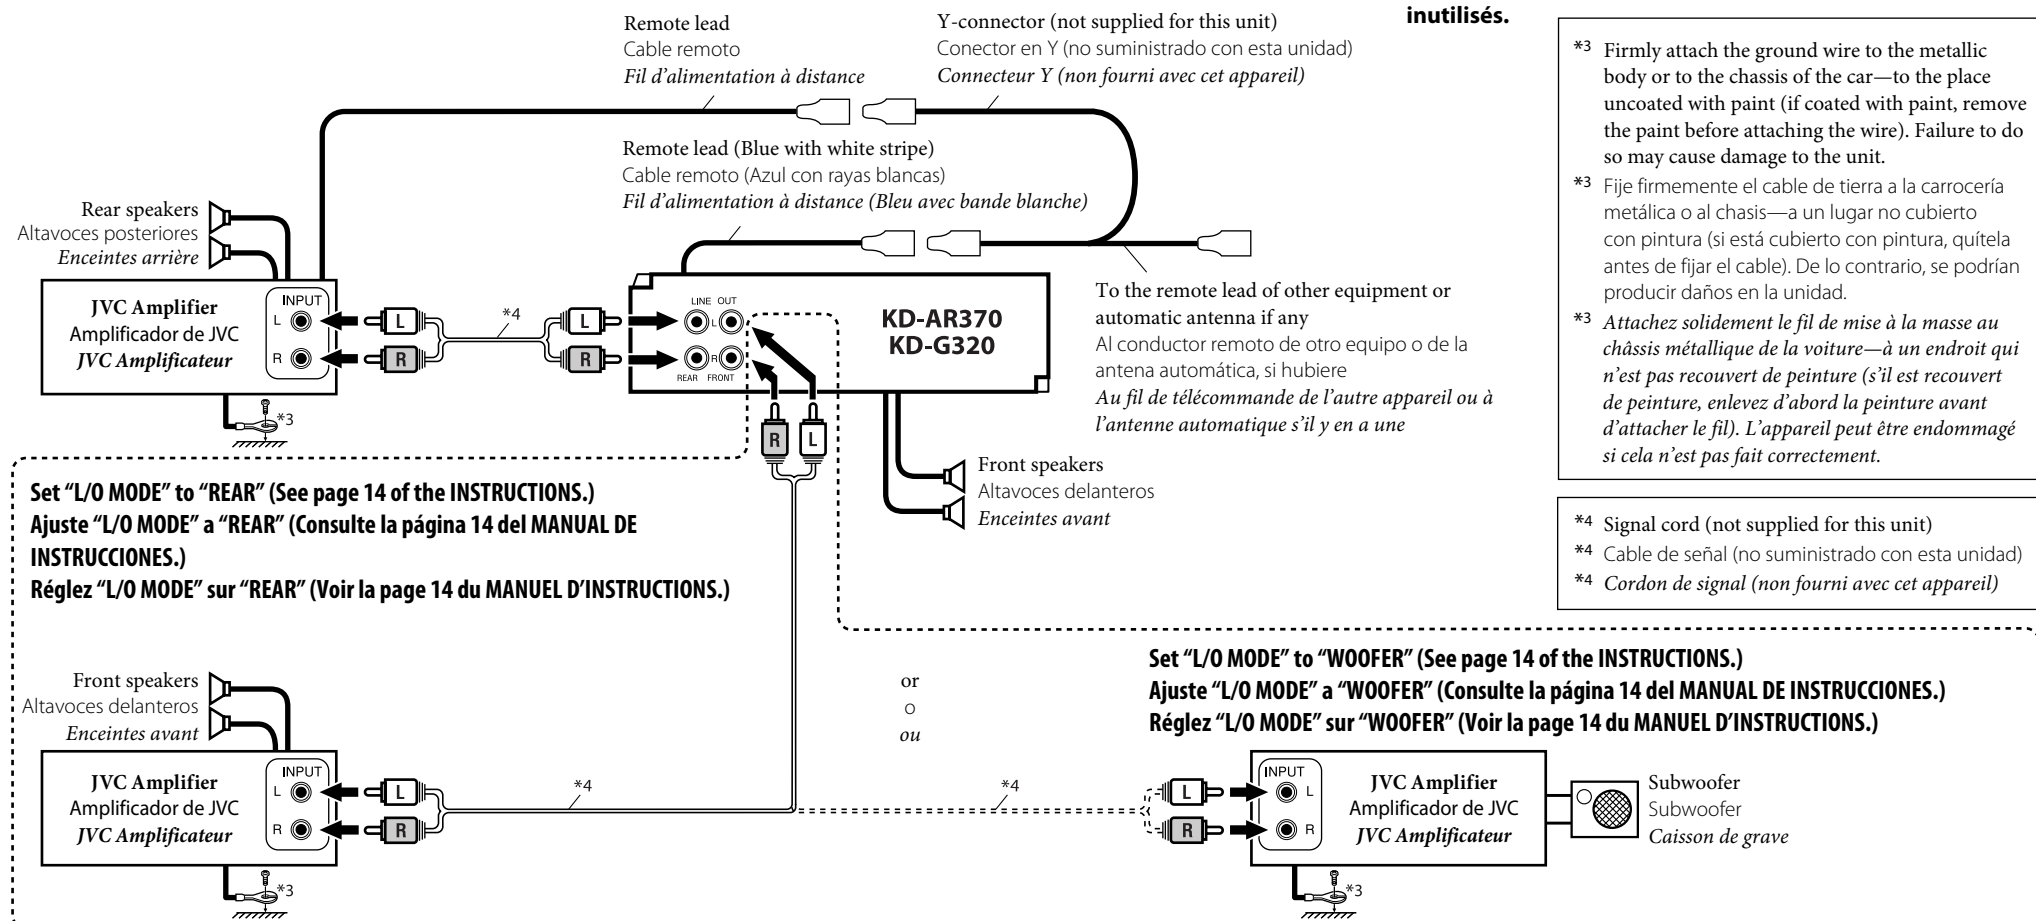 inutilisés.
Remote lead
Cable remoto
Fil d'alimentation à distance
Y-connector (not supplied for this unit)
Conector en Y (no suministrado con esta unidad)
Connecteur Y (non fourni avec cet appareil)
Remote lead (Blue with white stripe)
Cable remoto (Azul con rayas blancas)
Fil d'alimentation à distance (Bleu avec bande blanche)
Rear speakers
Altavoces posteriores
Enceintes arrière
JVC Amplifier
Amplificador de JVC
JVC Amplificateur
INPUT
L
R
*3
L
R
*4
L
R
LINE OUT
L
R
REAR FRONT
KD-AR370
KD-G320
R
L
To the remote lead of other equipment or
automatic antenna if any
Al conductor remoto de otro equipo o de la
antena automática, si hubiere
Au fil de télécommande de l'autre appareil ou à
l'antenne automatique s'il y en a une
Front speakers
Altavoces delanteros
Enceintes avant
*3 Firmly attach the ground wire to the metallic
body or to the chassis of the car—to the place
uncoated with paint (if coated with paint, remove
the paint before attaching the wire). Failure to do
so may cause damage to the unit.
*3 Fije firmemente el cable de tierra a la carrocería
metálica o al chasis—a un lugar no cubierto
con pintura (si está cubierto con pintura, quítela
antes de fijar el cable). De lo contrario, se podrían
producir daños en la unidad.
*3 Attachez solidement le fil de mise à la masse au
châssis métallique de la voiture—à un endroit qui
n'est pas recouvert de peinture (s'il est recouvert
de peinture, enlevez d'abord la peinture avant
d'attacher le fil). L'appareil peut être endommagé
si cela n'est pas fait correctement.
*4 Signal cord (not supplied for this unit)
*4 Cable de señal (no suministrado con esta unidad)
*4 Cordon de signal (non fourni avec cet appareil)
Set “L/O MODE” to “REAR” (See page 14 of the INSTRUCTIONS.)
Ajuste “L/O MODE” a “REAR” (Consulte la página 14 del MANUAL DE
INSTRUCCIONES.)
Réglez “L/O MODE” sur “REAR” (Voir la page 14 du MANUEL D'INSTRUCTIONS.)
Front speakers
Altavoces delanteros
Enceintes avant
JVC Amplifier
Amplificador de JVC
JVC Amplificateur
INPUT
L
R
*3
L
R
*4
or
o
ou
Set “L/O MODE” to “WOOFER” (See page 14 of the INSTRUCTIONS.)
Ajuste “L/O MODE” a “WOOFER” (Consulte la página 14 del MANUAL DE INSTRUCCIONES.)
Réglez “L/O MODE” sur “WOOFER” (Voir la page 14 du MANUEL D'INSTRUCTIONS.)
*4
L
R
INPUT
L
R
JVC Amplifier
Amplificador de JVC
JVC Amplificateur
*3
Subwoofer
Subwoofer
Caisson de grave